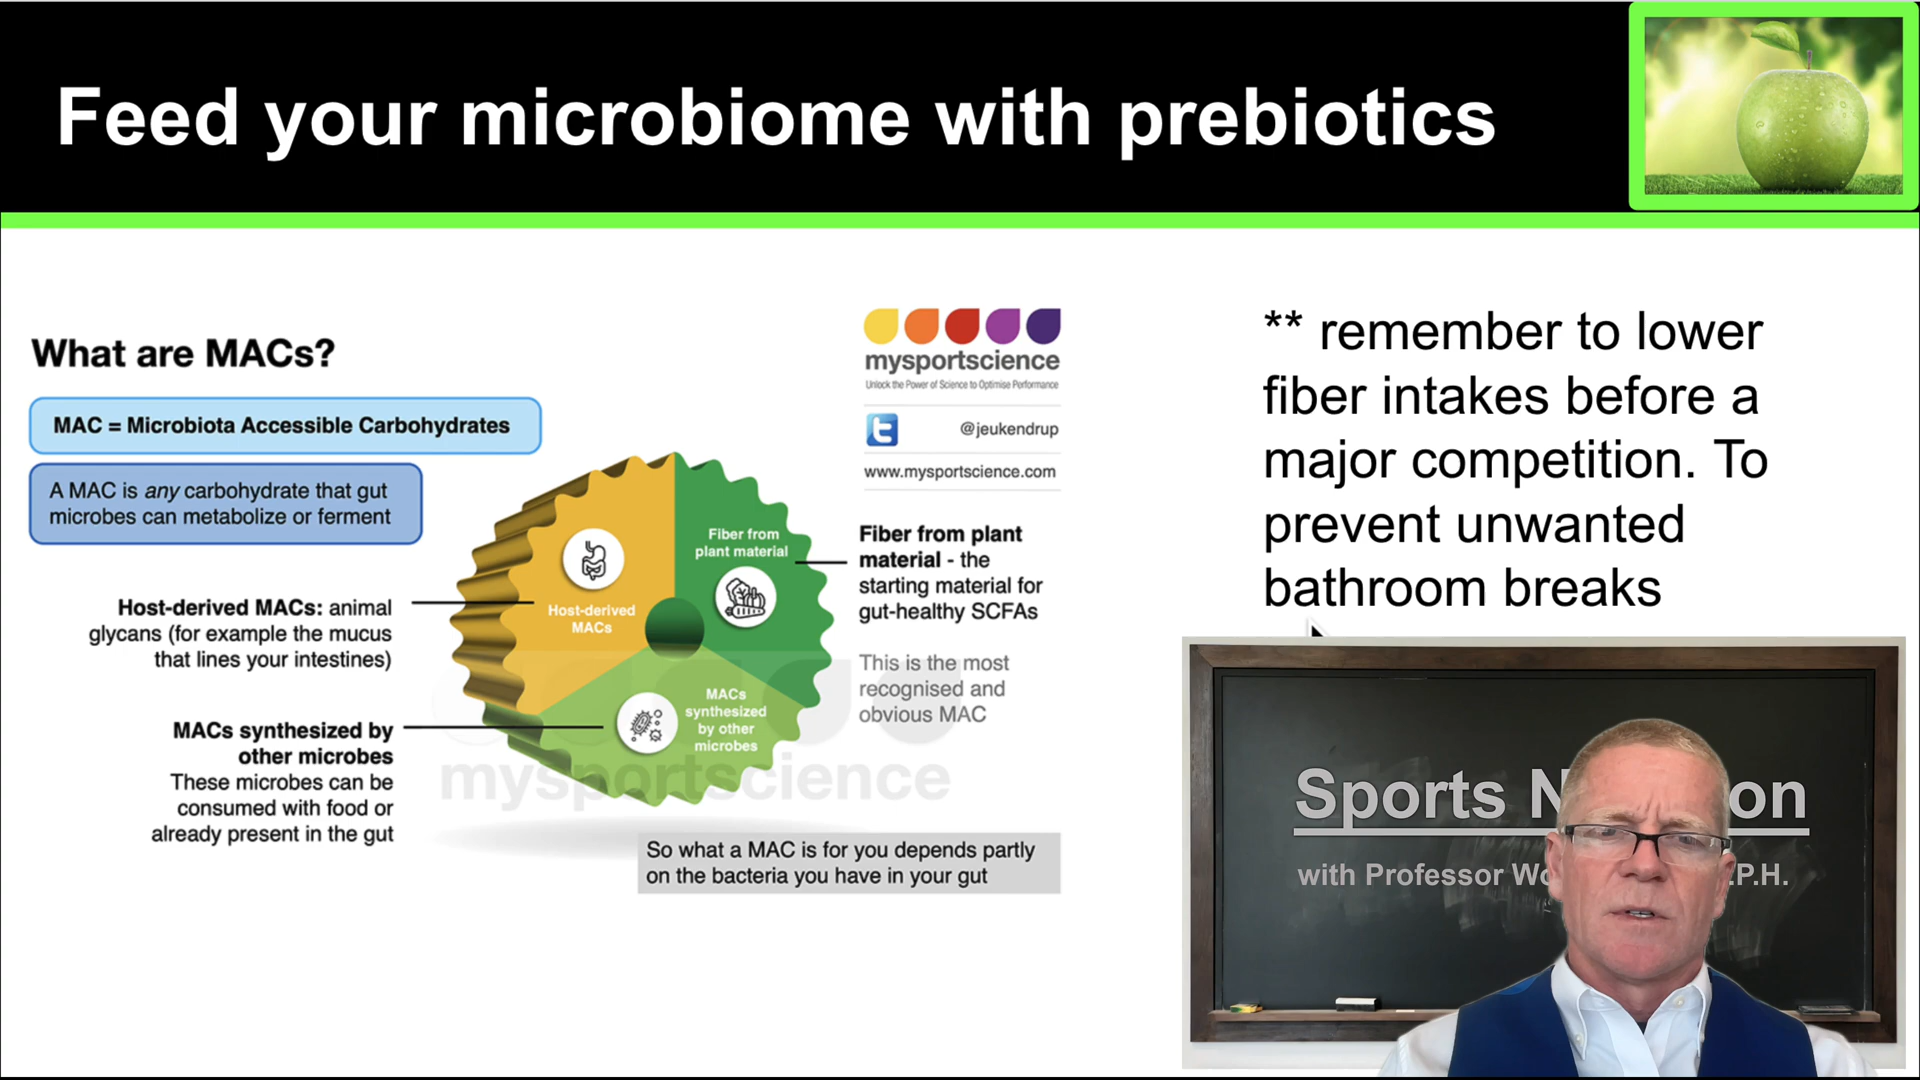 Feed your microbiome with prebiotics
What are MACs?
MAC = Microbiota Accessible Carbohydrates
A MAC is any carbohydrate that gut
microbes can metabolize or ferment
Host-derived MACs: animal
glycans (for example the mucus
that lines your intestines)
MACs synthesized by
other microbes
These microbes can be
consumed with food or
already present in the gut
Host-derived
MACs
Fiber from
plant material
MACs
synthesized
by other
microbes
mysportscience
Unlock the Power of Science to Optimise Performance
@jeukendrup
www.mysportscience.com
Fiber from plant
material - the
starting material for
gut-healthy SCFAs
This is the most
recognised and
obvious MAC
mysportscience
So what a MAC is for you depends partly
on the bacteria you have in your gut
** remember to lower
fiber intakes before a
major competition. To
prevent unwanted
bathroom breaks
Sports N on
with Professor Wo .P.H.